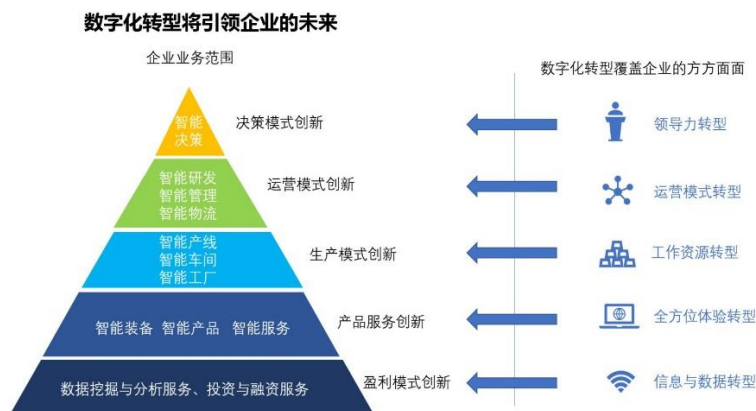 数字化转型将引领企业的未来
企业业务范围
数字化转型覆盖企业的方方面面
智能
决策
决策模式创新
领导力转型
智能研发
智能管理
智能物流
运营模式创新
运营模式转型
智能产线
智能车间
智能工厂
生产模式创新
工作资源转型
智能装备 智能产品 智能服务
产品服务创新
全方位体验转型
数据挖掘与分析服务、投资与融资服务
盈利模式创新
信息与数据转型